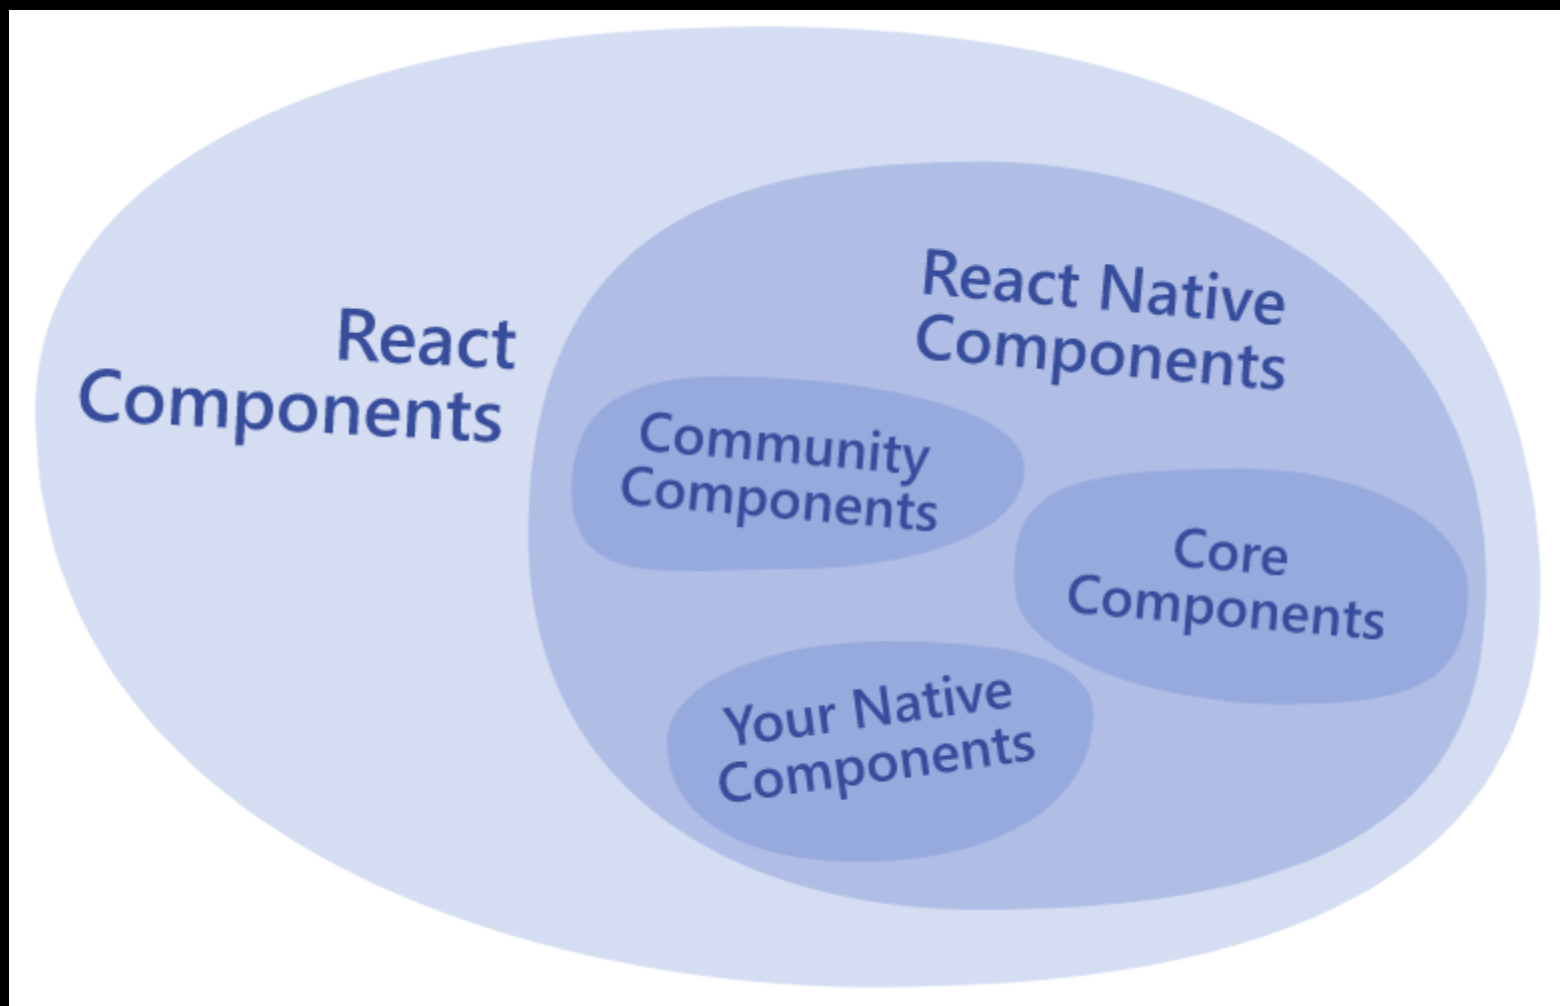 React
Components
React Native
Components
Community
Components
Core
Components
Your Native
Components